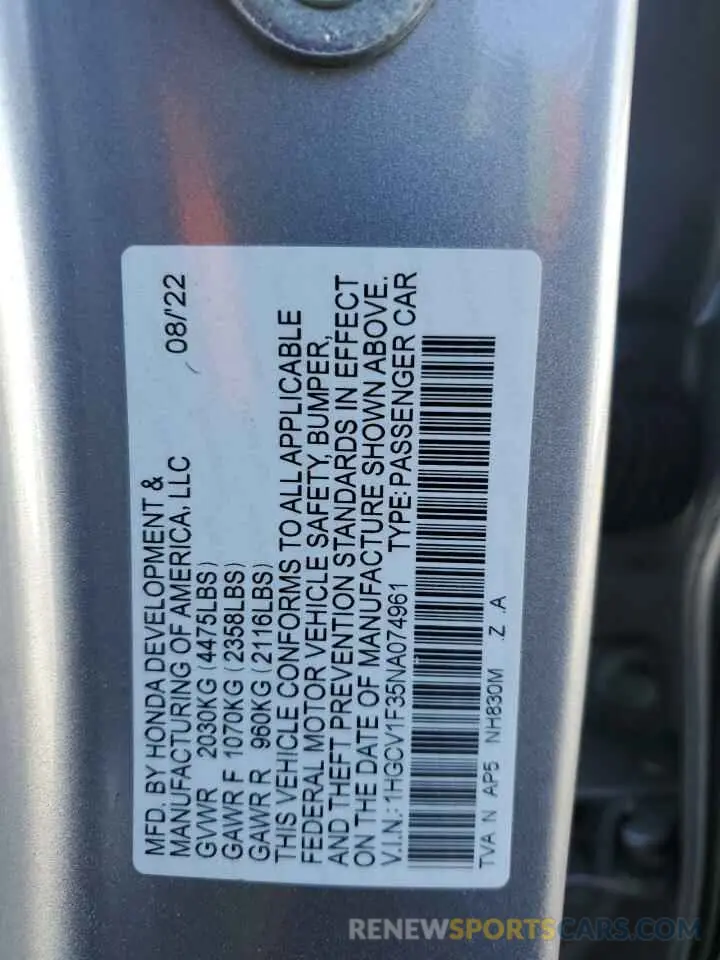 MFD. BY HONDA DEVELOPMENT &
MANUFACTURING OF AMERICA, LLC 08/'22
GVWR 2030KG (4475LBS)
GAWR F 1070KG (2358LBS)
GAWR R 960KG (2116LBS)
THIS VEHICLE CONFORMS TO ALL APPLICABLE
FEDERAL MOTOR VEHICLE SAFETY, BUMPER,
AND THEFT PREVENTION STANDARDS IN EFFECT
ON THE DATE OF MANUFACTURE SHOWN ABOVE.
V.I.N.: 1HGCV1F35NA074961 TYPE: PASSENGER CAR
TVA N AP5 NH830M .Z .A
RENEWSPORTSCARS.COM